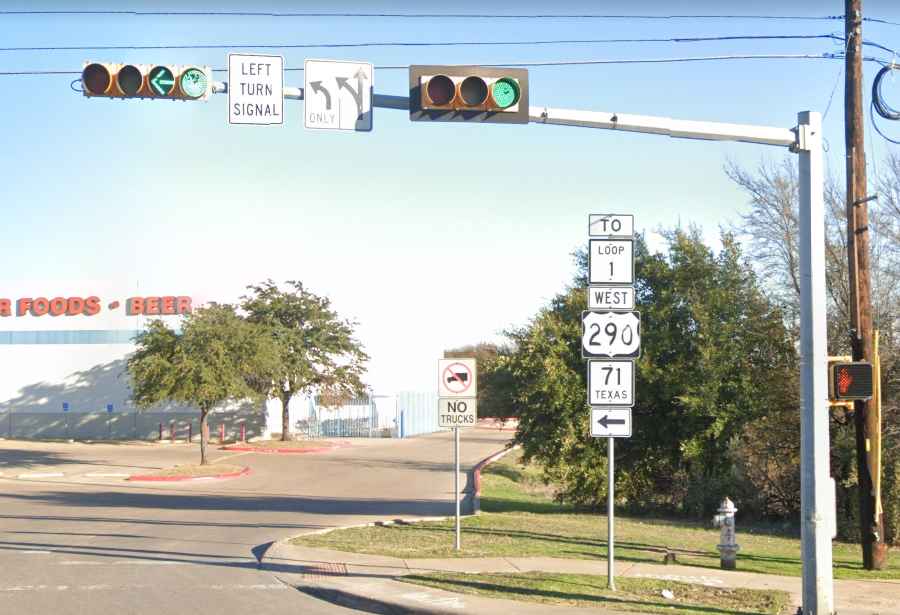 LEFT
TURN
SIGNAL
ONLY
TO
LOOP
1
WEST
290
71
TEXAS
FOODS • BEER
NO
TRUCKS